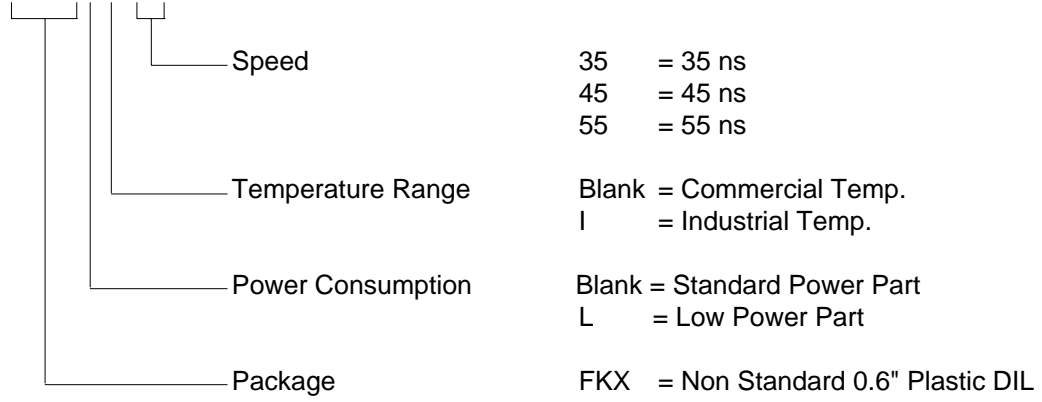 Speed 35 = 35 ns
45 = 45 ns
55 = 55 ns
Temperature Range Blank = Commercial Temp.
I = Industrial Temp.
Power Consumption Blank = Standard Power Part
L = Low Power Part
Package FKX = Non Standard 0.6" Plastic DIL